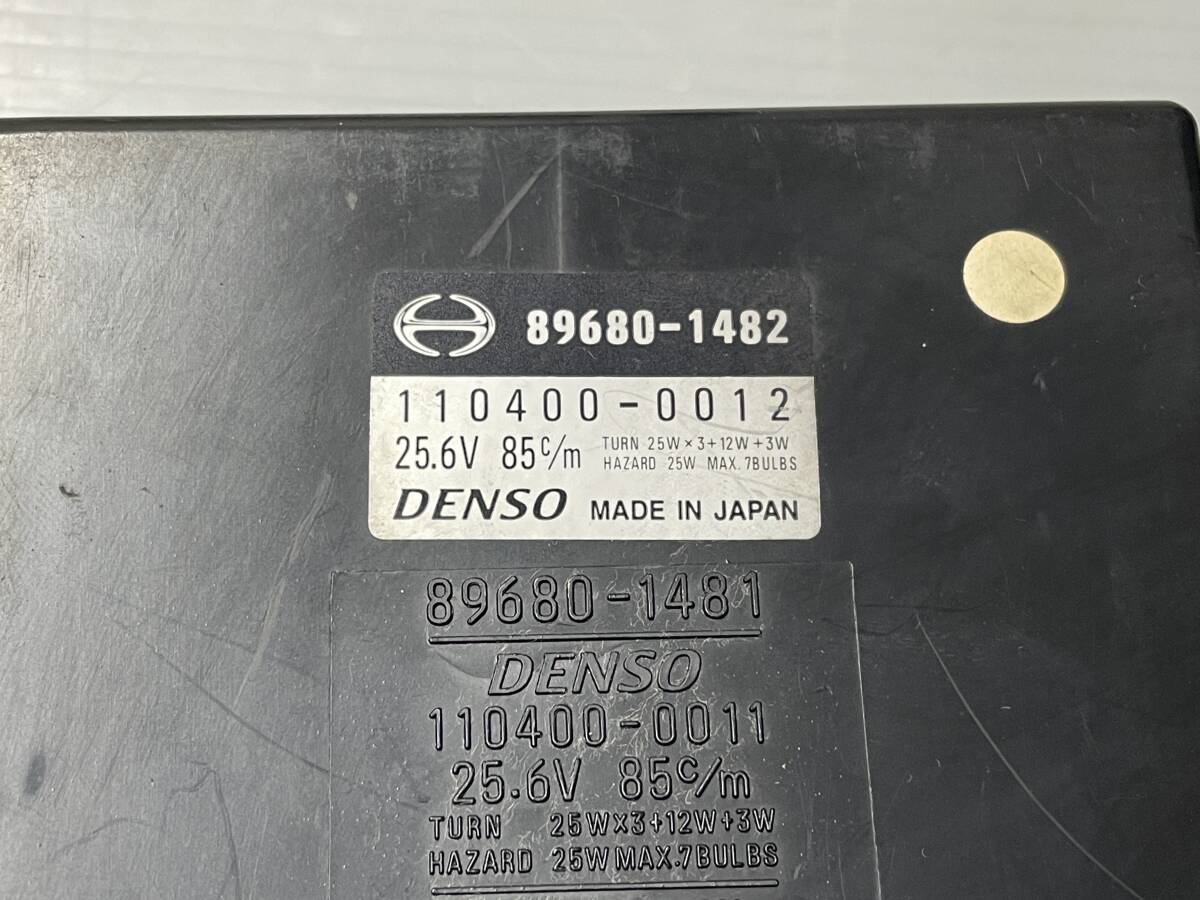 89680-1482
110400-0012
25.6V 85c/m TURN 25W×3+12W+3W
HAZARD 25W MAX.7BULBS
DENSO MADE IN JAPAN
89680-1481
DENSO
110400-0011
25.6V 85c/m
TURN 25W×3+12W+3W
HAZARD 25W MAX.7BULBS